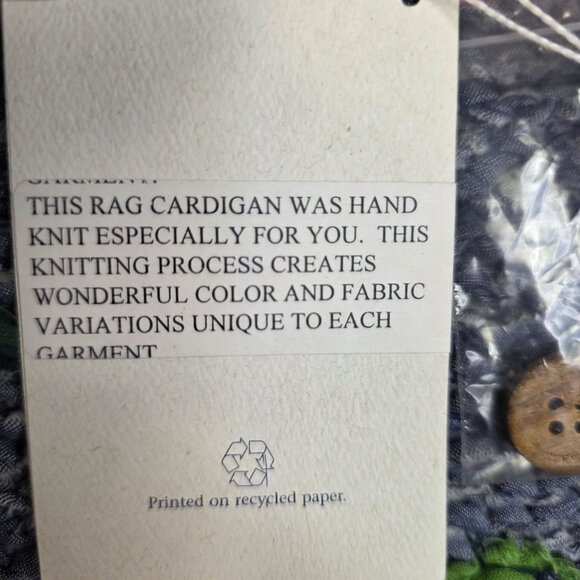 GARMENT.
THIS RAG CARDIGAN WAS HAND
KNIT ESPECIALLY FOR YOU. THIS
KNITTING PROCESS CREATES
WONDERFUL COLOR AND FABRIC
VARIATIONS UNIQUE TO EACH
GARMENT
Printed on recycled paper.